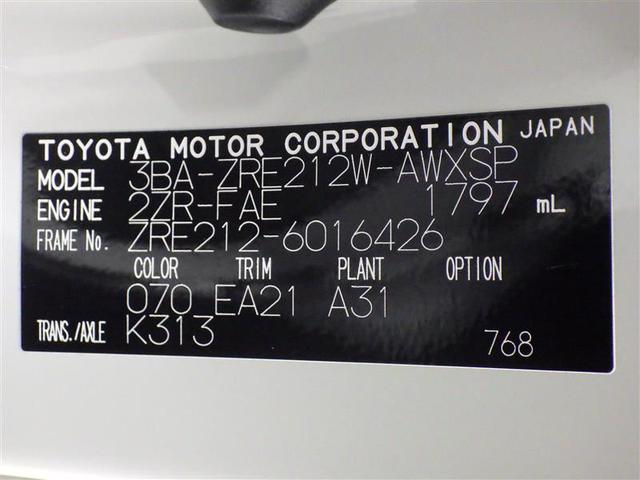 TOYOTA MOTOR CORPORATION JAPAN
MODEL 3BA-ZRE212W-AWXSP
ENGINE 2ZR-FAE 1797 mL
FRAME No. ZRE212-6016426
COLOR TRIM PLANT OPTION
070 EA21 A31
TRANS./AXLE K313
768